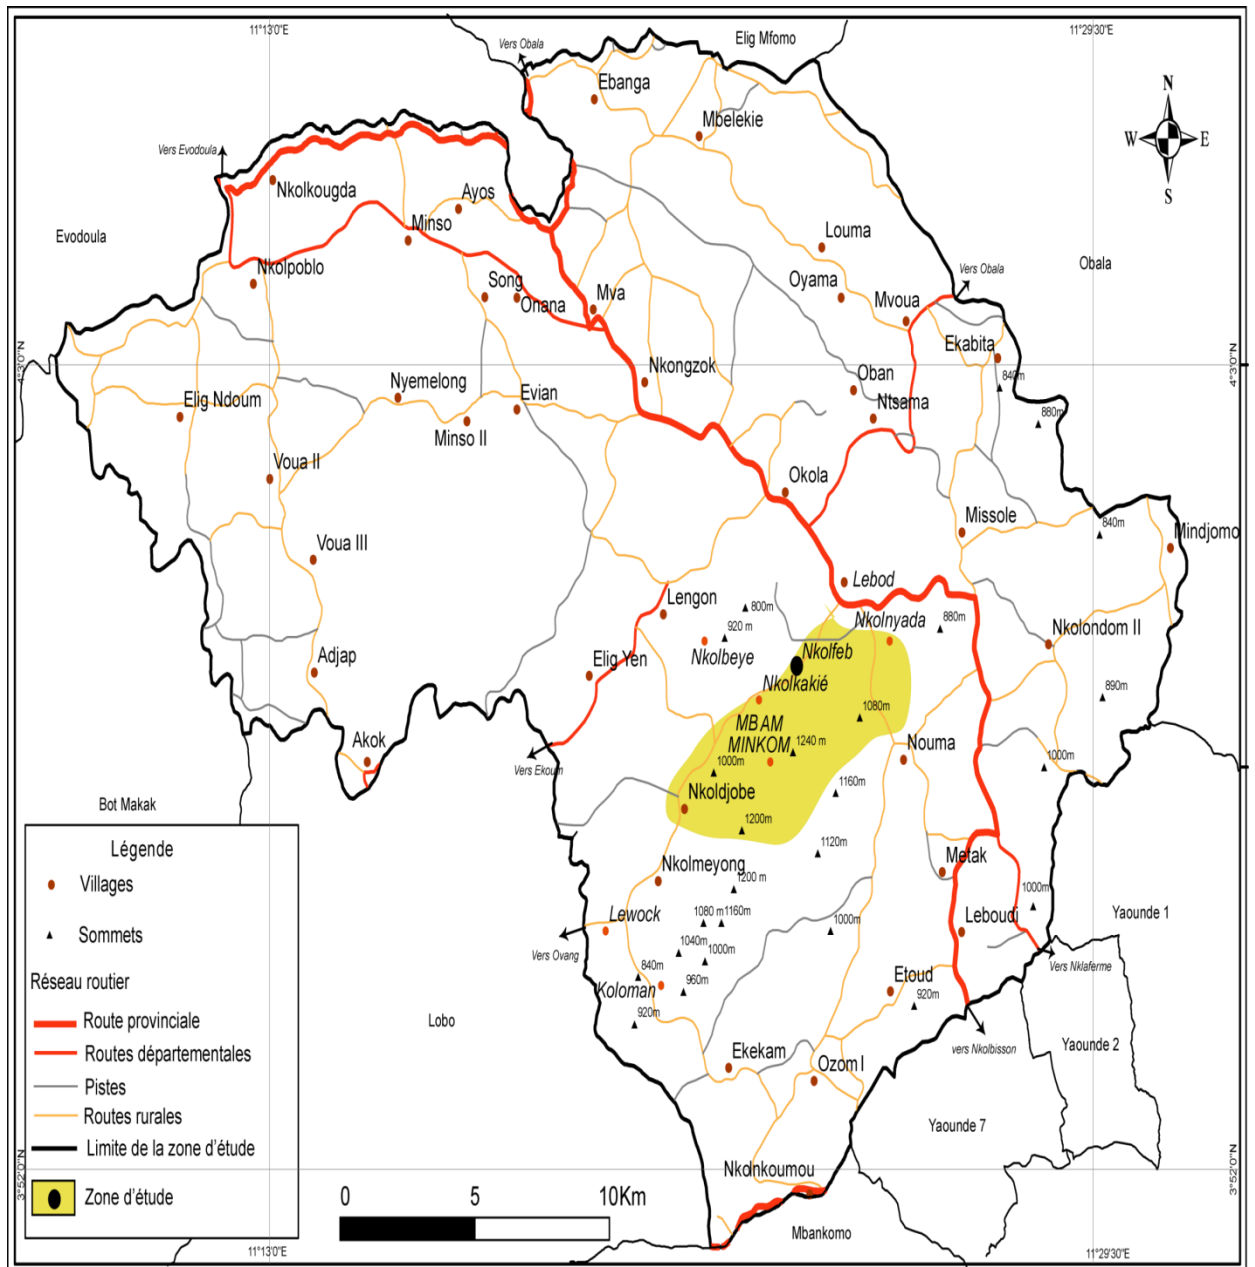 11°13'0"E
11°29'30"E
Elig Mfomo
Vers Obala
Ebanga
Mbelekie
N
W
E
S
Vers Evodoula
Nkolkougda
Ayos
Minso
Evodoula
Louma
Obala
Nkolpoblo
Song
Onana
Mva
Oyama
Mvoua
Vers Obala
Ekabita
4°3'0"N
4°3'0"N
Nkongzok
840m
Elig Ndoum
Nyemelong
Evian
Oban
Ntsama
880m
Minso II
Voua II
Okola
Missole
840m
Mindjomo
Voua III
Lebod
Lengon
800m
920 m
Nkolnyada
880m
Nkolondom II
Nkolbeye
Nkolfeb
Adjap
Elig Yen
Nkolkakié
890m
MBAM
MINKOM
1080m
1240 m
Akok
Vers Ekoum
1000m
Nouma
1000m
Bot Makak
Nkoldjobe
1160m
1200m
1120m
Légende
Villages
Sommets
Réseau routier
Route provinciale
Routes départementales
Pistes
Routes rurales
Limite de la zone d'étude
Zone d'étude
Nkolmeyong
1200 m
Metak
1000m
Yaounde 1
Lewock
1080 m
1160m
1000m
Leboudi
Vers Ovang
1040m
1000m
Vers Nklaferme
840m
960m
Koloman
Etoud
920m
920m
Lobo
vers Nkolbisson
Yaounde 2
Ekekam
Ozom I
Yaounde 7
3°52'0"N
3°52'0"N
Nkolnkoumou
0
5
10Km
Mbankomo
11°13'0"E
11°29'30"E